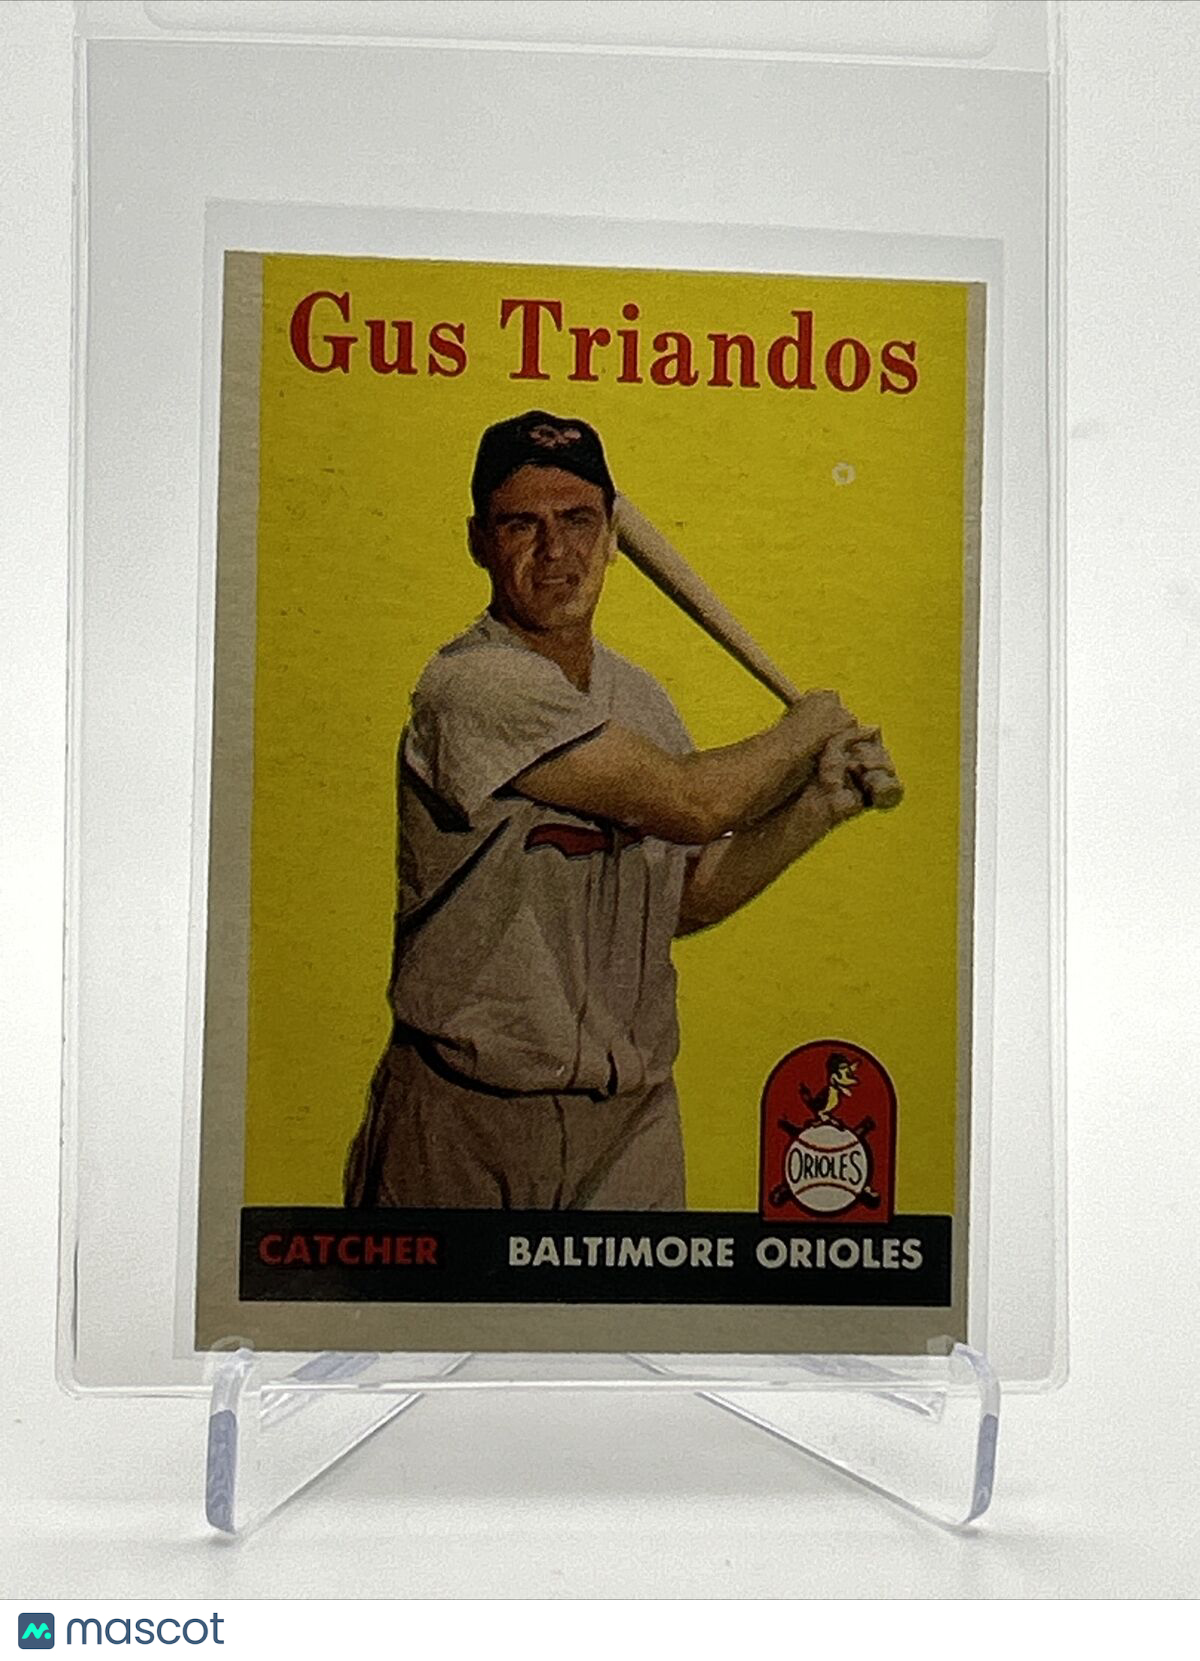 Gus Triandos
ORIOLES
CATCHER BALTIMORE ORIOLES
mascot